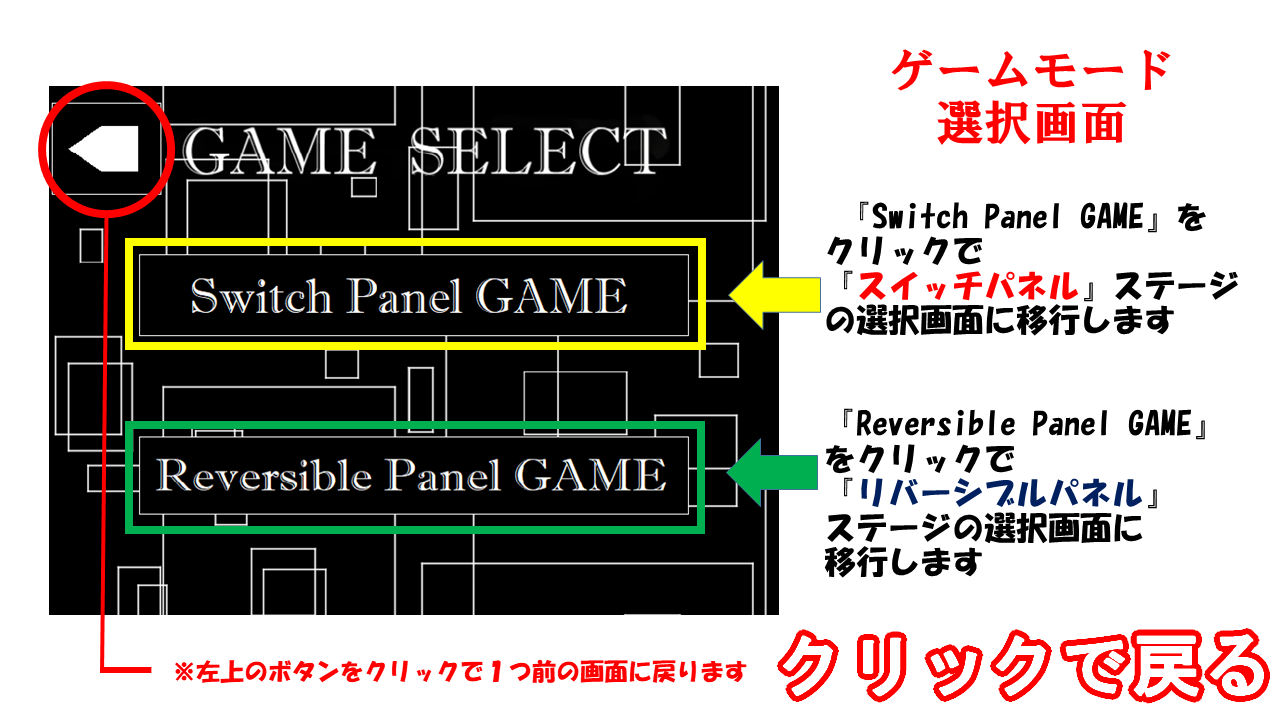 ゲームモード
選択画面
GAME SELECT
Switch Panel GAME
Reversible Panel GAME
『Switch Panel GAME』を
クリックで
『スイッチパネル』ステージ
の選択画面に移行します
『Reversible Panel GAME』
をクリックで
『リバーシブルパネル』
ステージの選択画面に
移行します
※左上のボタンをクリックで１つ前の画面に戻ります
クリックで戻る